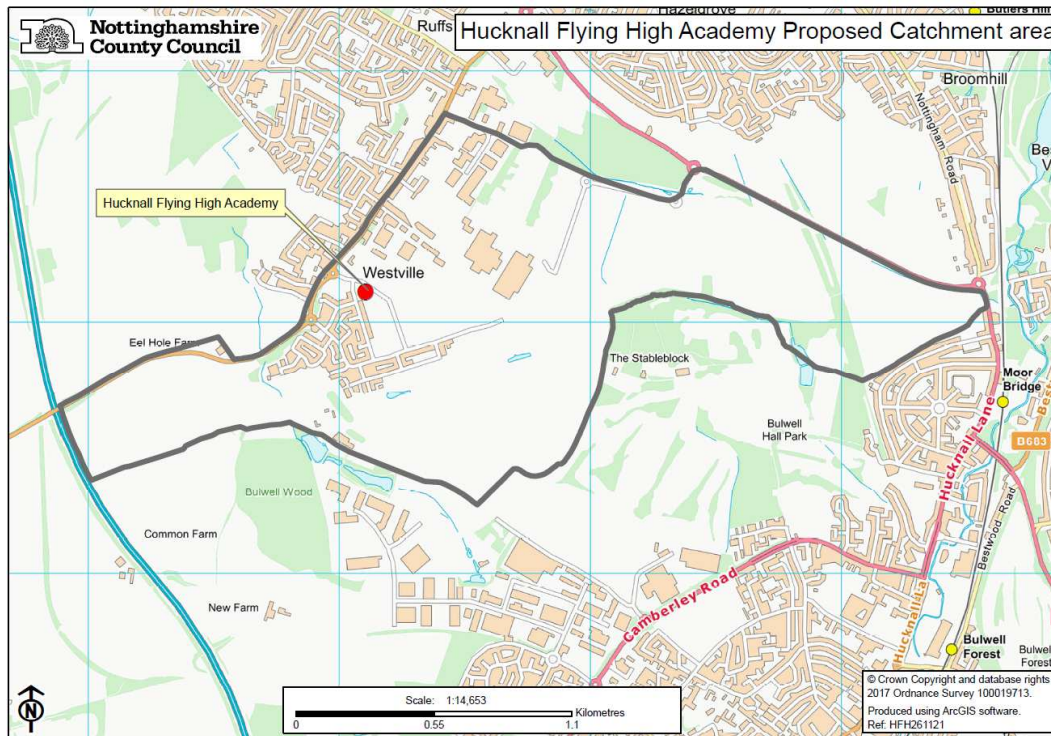 Nottinghamshire
County Council
Hucknall Flying High Academy Proposed Catchment area
Hazelgrove
Butlers Hill
Ruffs
Broomhill
Nottingham Road
Hucknall Flying High Academy
Westville
Eel Hole Farm
The Stableblock
Moor
Bridge
Bulwell
Hall Park
Hucknall Lane
B683
Bulwell Wood
Common Farm
Bestwood Road
New Farm
Camberley Road
Hucknall La
Bulwell
Forest
Bulwell
Forest
N
Scale: 1:14,653
Kilometres
0 0.55 1.1
© Crown Copyright and database rights
2017 Ordnance Survey 100019713.
Produced using ArcGIS software.
Ref: HFH261121